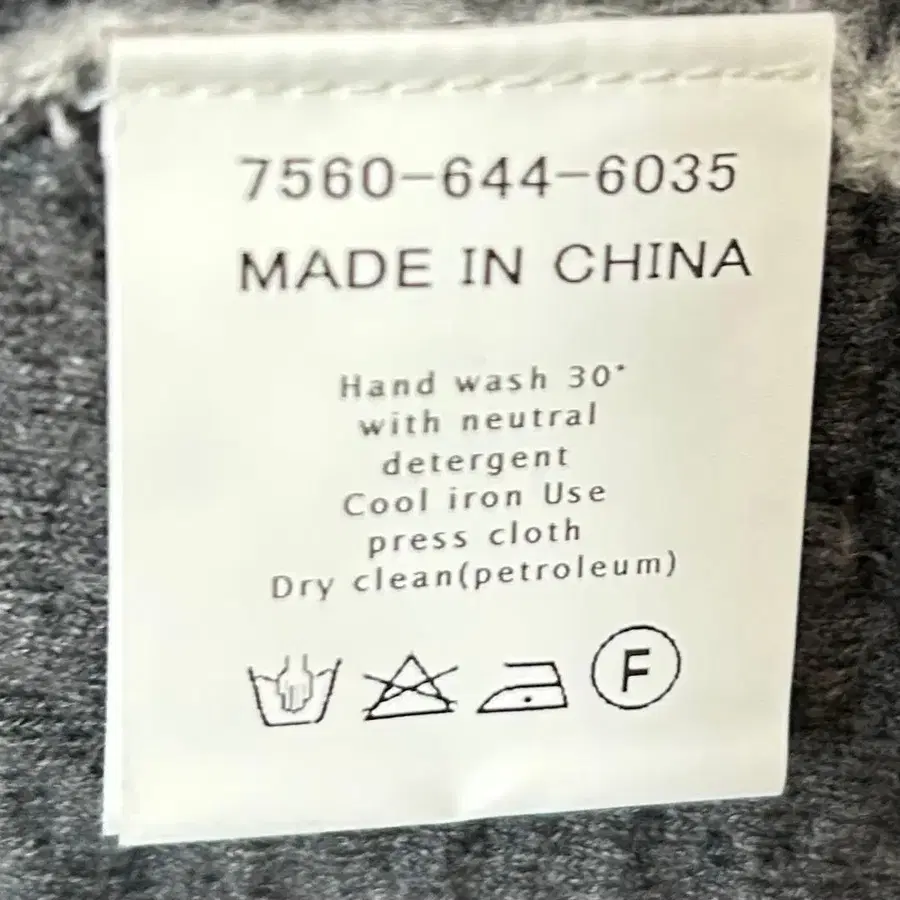 7560-644-6035
MADE IN CHINA
Hand wash 30°
with neutral
detergent
Cool iron Use
press cloth
Dry clean(petroleum)
F